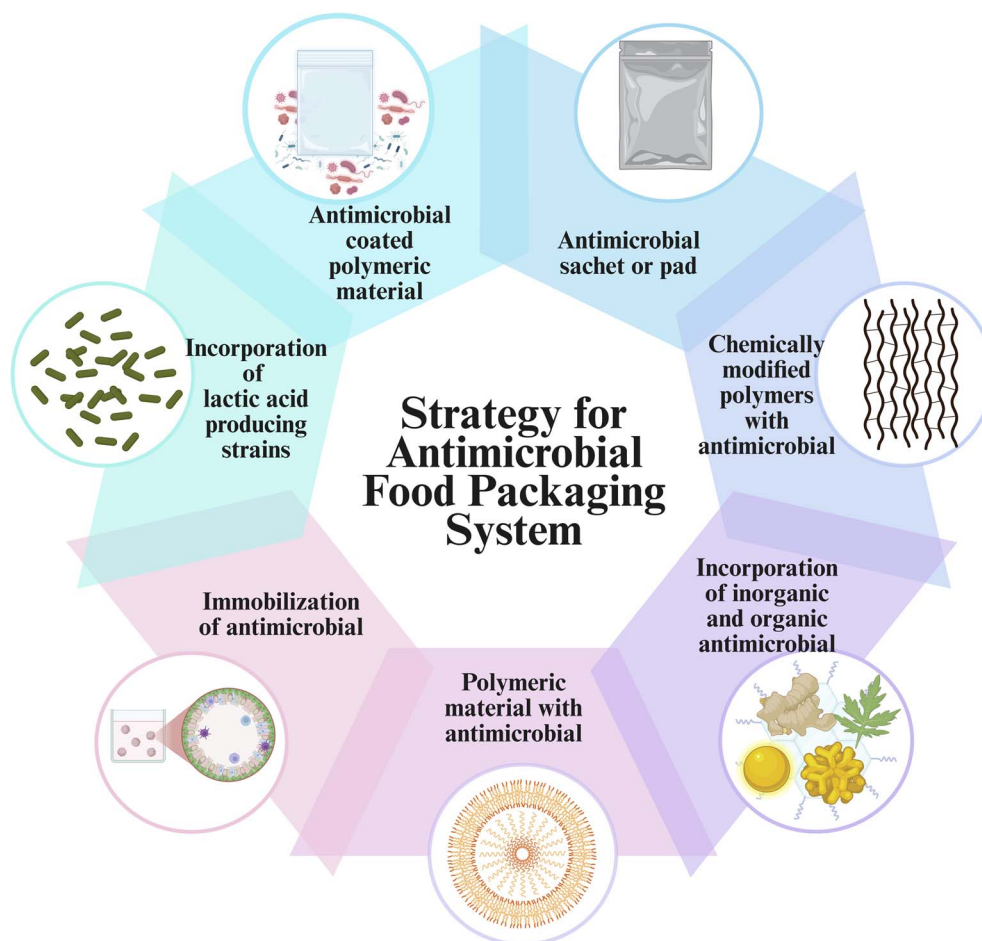 Antimicrobial
coated
polymeric
material
Antimicrobial
sachet or pad
Incorporation
of
lactic acid
producing
strains
Chemically
modified
polymers
with
antimicrobial
Strategy for
Antimicrobial
Food Packaging
System
Immobilization
of antimicrobial
Incorporation
of inorganic
and organic
antimicrobial
Polymeric
material with
antimicrobial